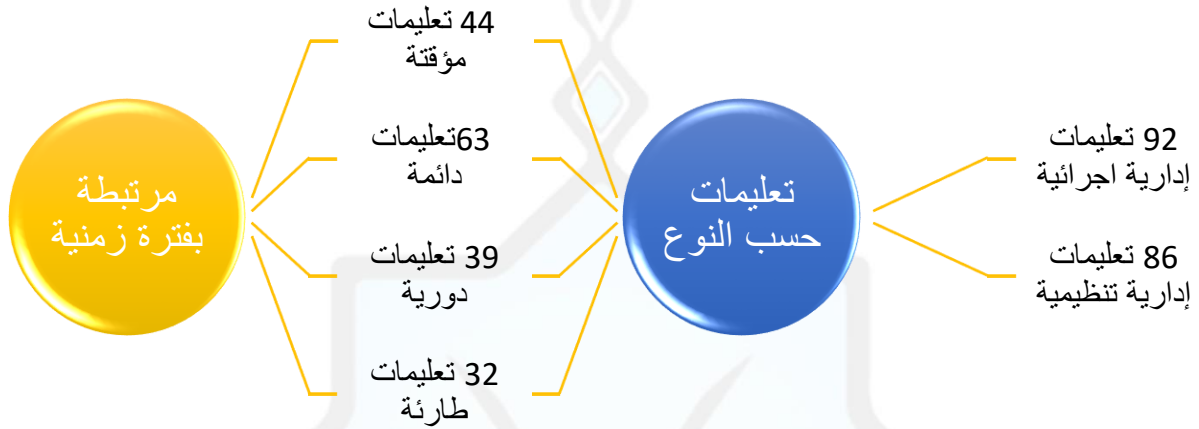 92 تعليمات
إدارية اجرائية
86 تعليمات
إدارية تنظيمية
تعليمات
حسب النوع
44 تعليمات
مؤقتة
63تعليمات
دائمة
39 تعليمات
دورية
32 تعليمات
طارئة
مرتبطة
بفترة زمنية